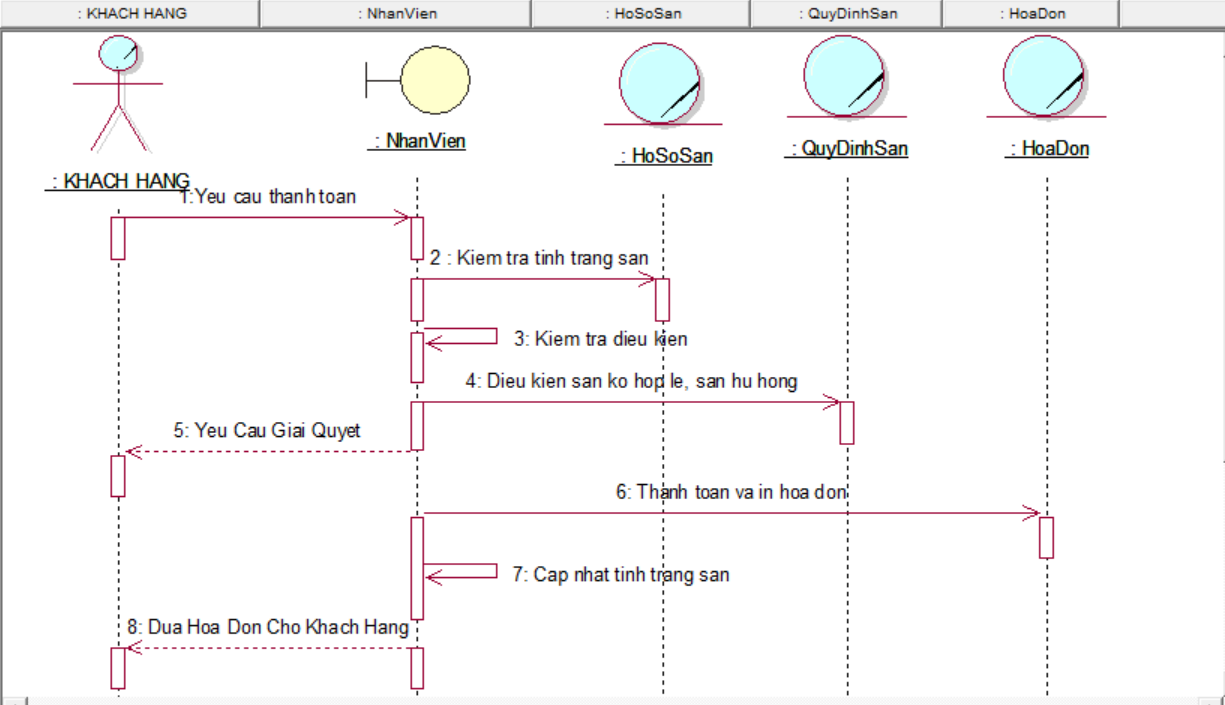 : KHACH HANG
: NhanVien
: HoSoSan
: QuyDinhSan
: HoaDon
: NhanVien
: HoSoSan
: QuyDinhSan
: HoaDon
: KHACH HANG
1:Yeu cau thanh toan
2 : Kiem tra tinh trang san
3: Kiem tra dieu kien
4: Dieu kien san ko hop le, san hu hong
5: Yeu Cau Giai Quyet
6: Thanh toan va in hoa don
7: Cap nhat tinh trang san
8: Dua Hoa Don Cho Khach Hang